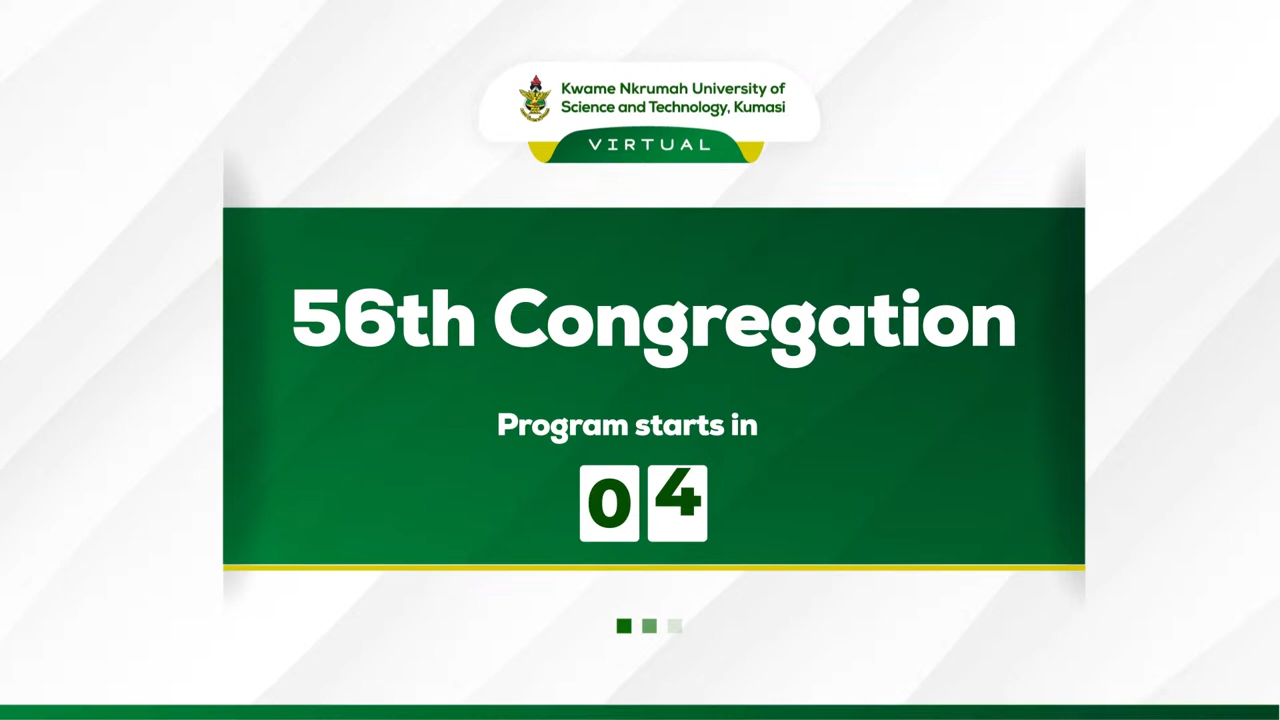 Kwame Nkrumah University of
Science and Technology, Kumasi
VIRTUAL
56th Congregation
Program starts in
04